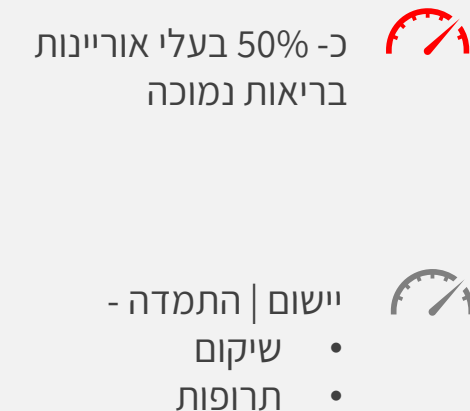 כ- 50% בעלי אוריינות
בריאות נמוכה
יישום | התמדה -
• שיקום
• תרופות